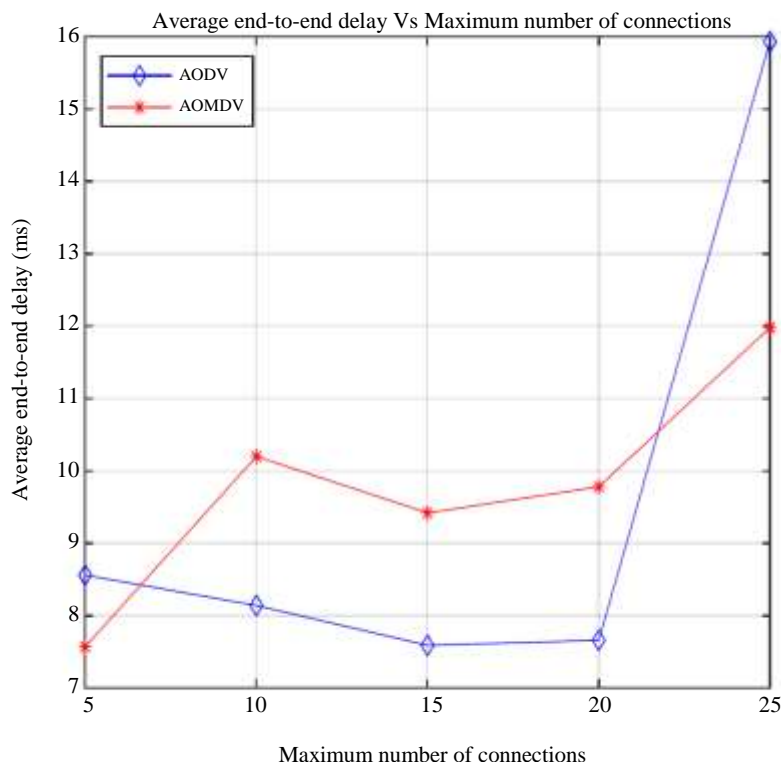 Average end-to-end delay Vs Maximum number of connections
16
15
14
13
12
11
10
9
8
7
AODV
AOMDV
Average end-to-end delay (ms)
5 10 15 20 25
Maximum number of connections